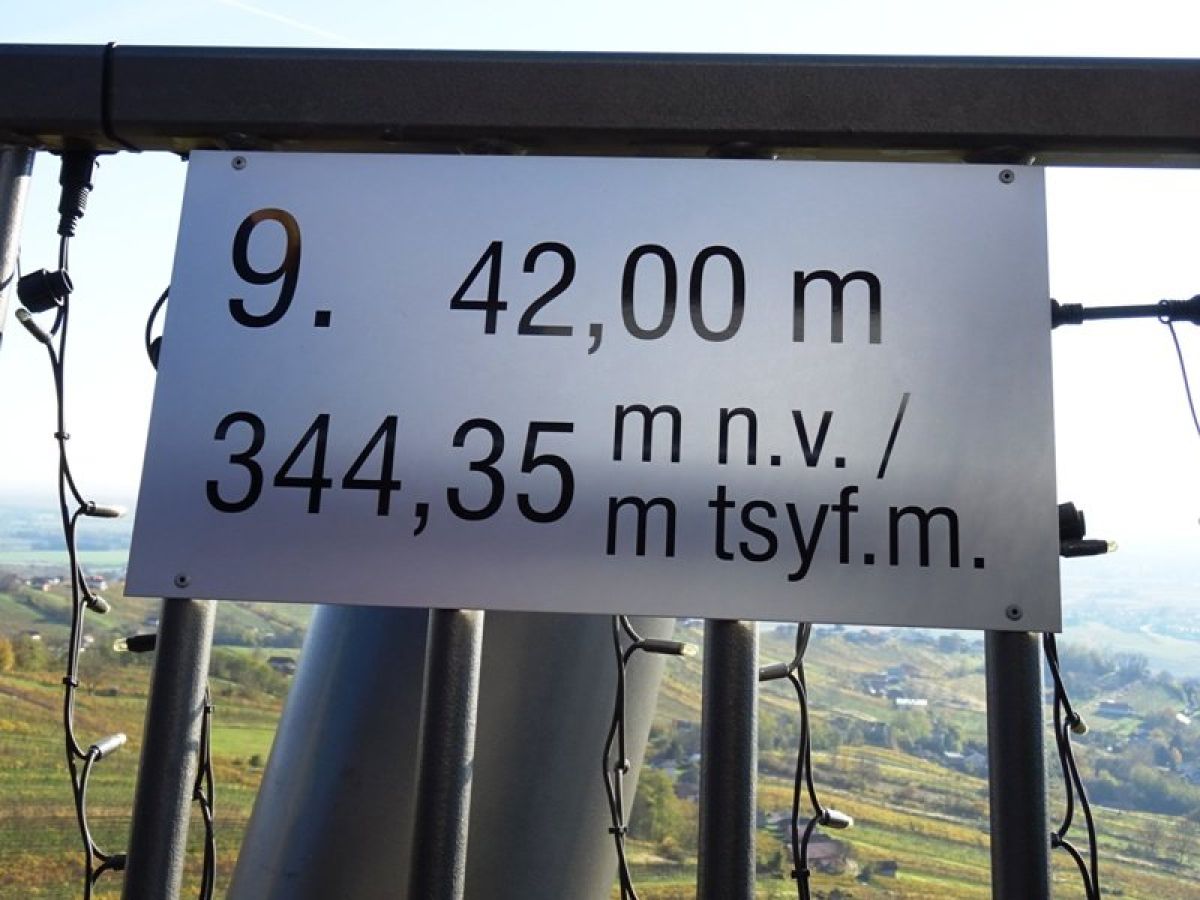 9. 42,00 m
344,35 m n.v. /
m tsyf.m.